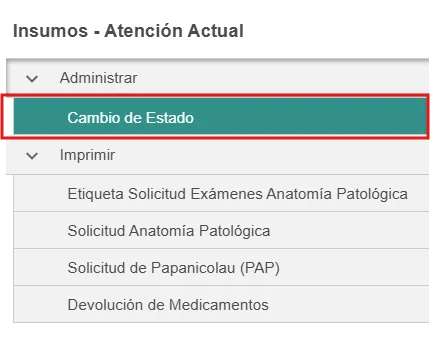 Insumos - Atención Actual
Administrar
Cambio de Estado
Imprimir
Etiqueta Solicitud Exámenes Anatomía Patológica
Solicitud Anatomía Patológica
Solicitud de Papanicolau (PAP)
Devolución de Medicamentos